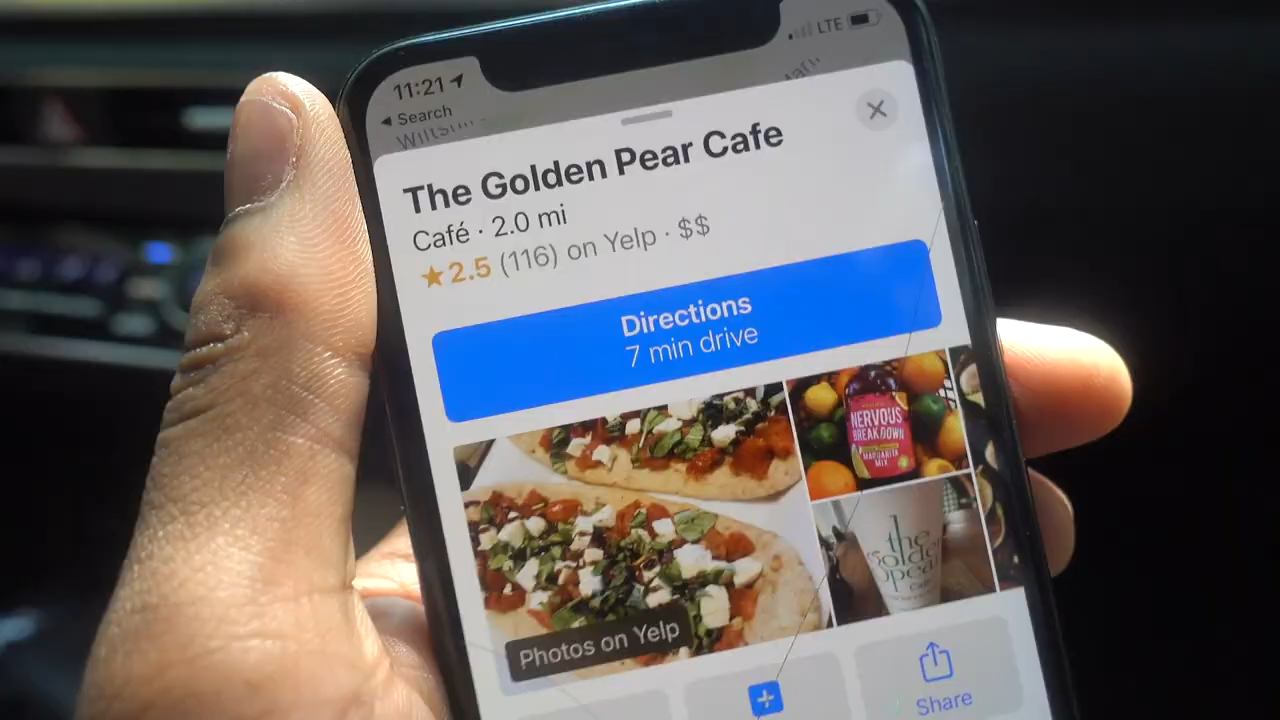 11:21
LTE
Search
The Golden Pear Cafe
Café · 2.0 mi
★2.5 (116) on Yelp · $$
Directions
7 min drive
NERVOUS
BREAKDOWN
MARGARITA
MIX
the
golde
pear
Photos on Yelp
Share